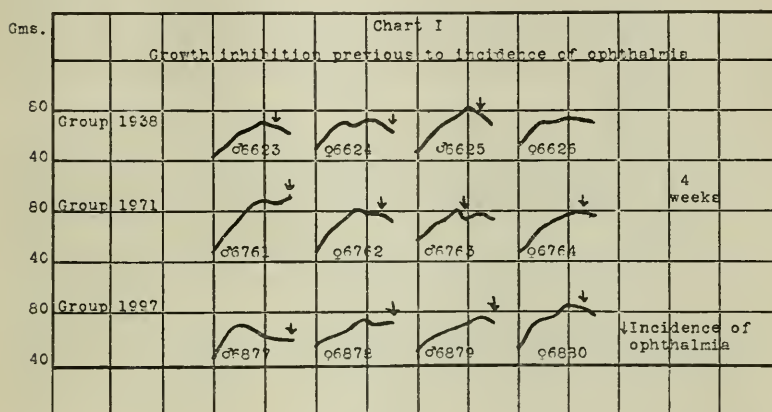 Chart I
Gms.
Growth inhibition previous to incidence of ophthalmia
80
Group 1938
♂6623 ♀6624 ♂6625 ♀6626
40
4
weeks
80
Group 1971
♂6761 ♀6762 ♂6763 ♀6764
40
80
Group 1997
↓Incidence of
ophthalmia
♂6877 ♀6878 ♂6879 ♀6880
40